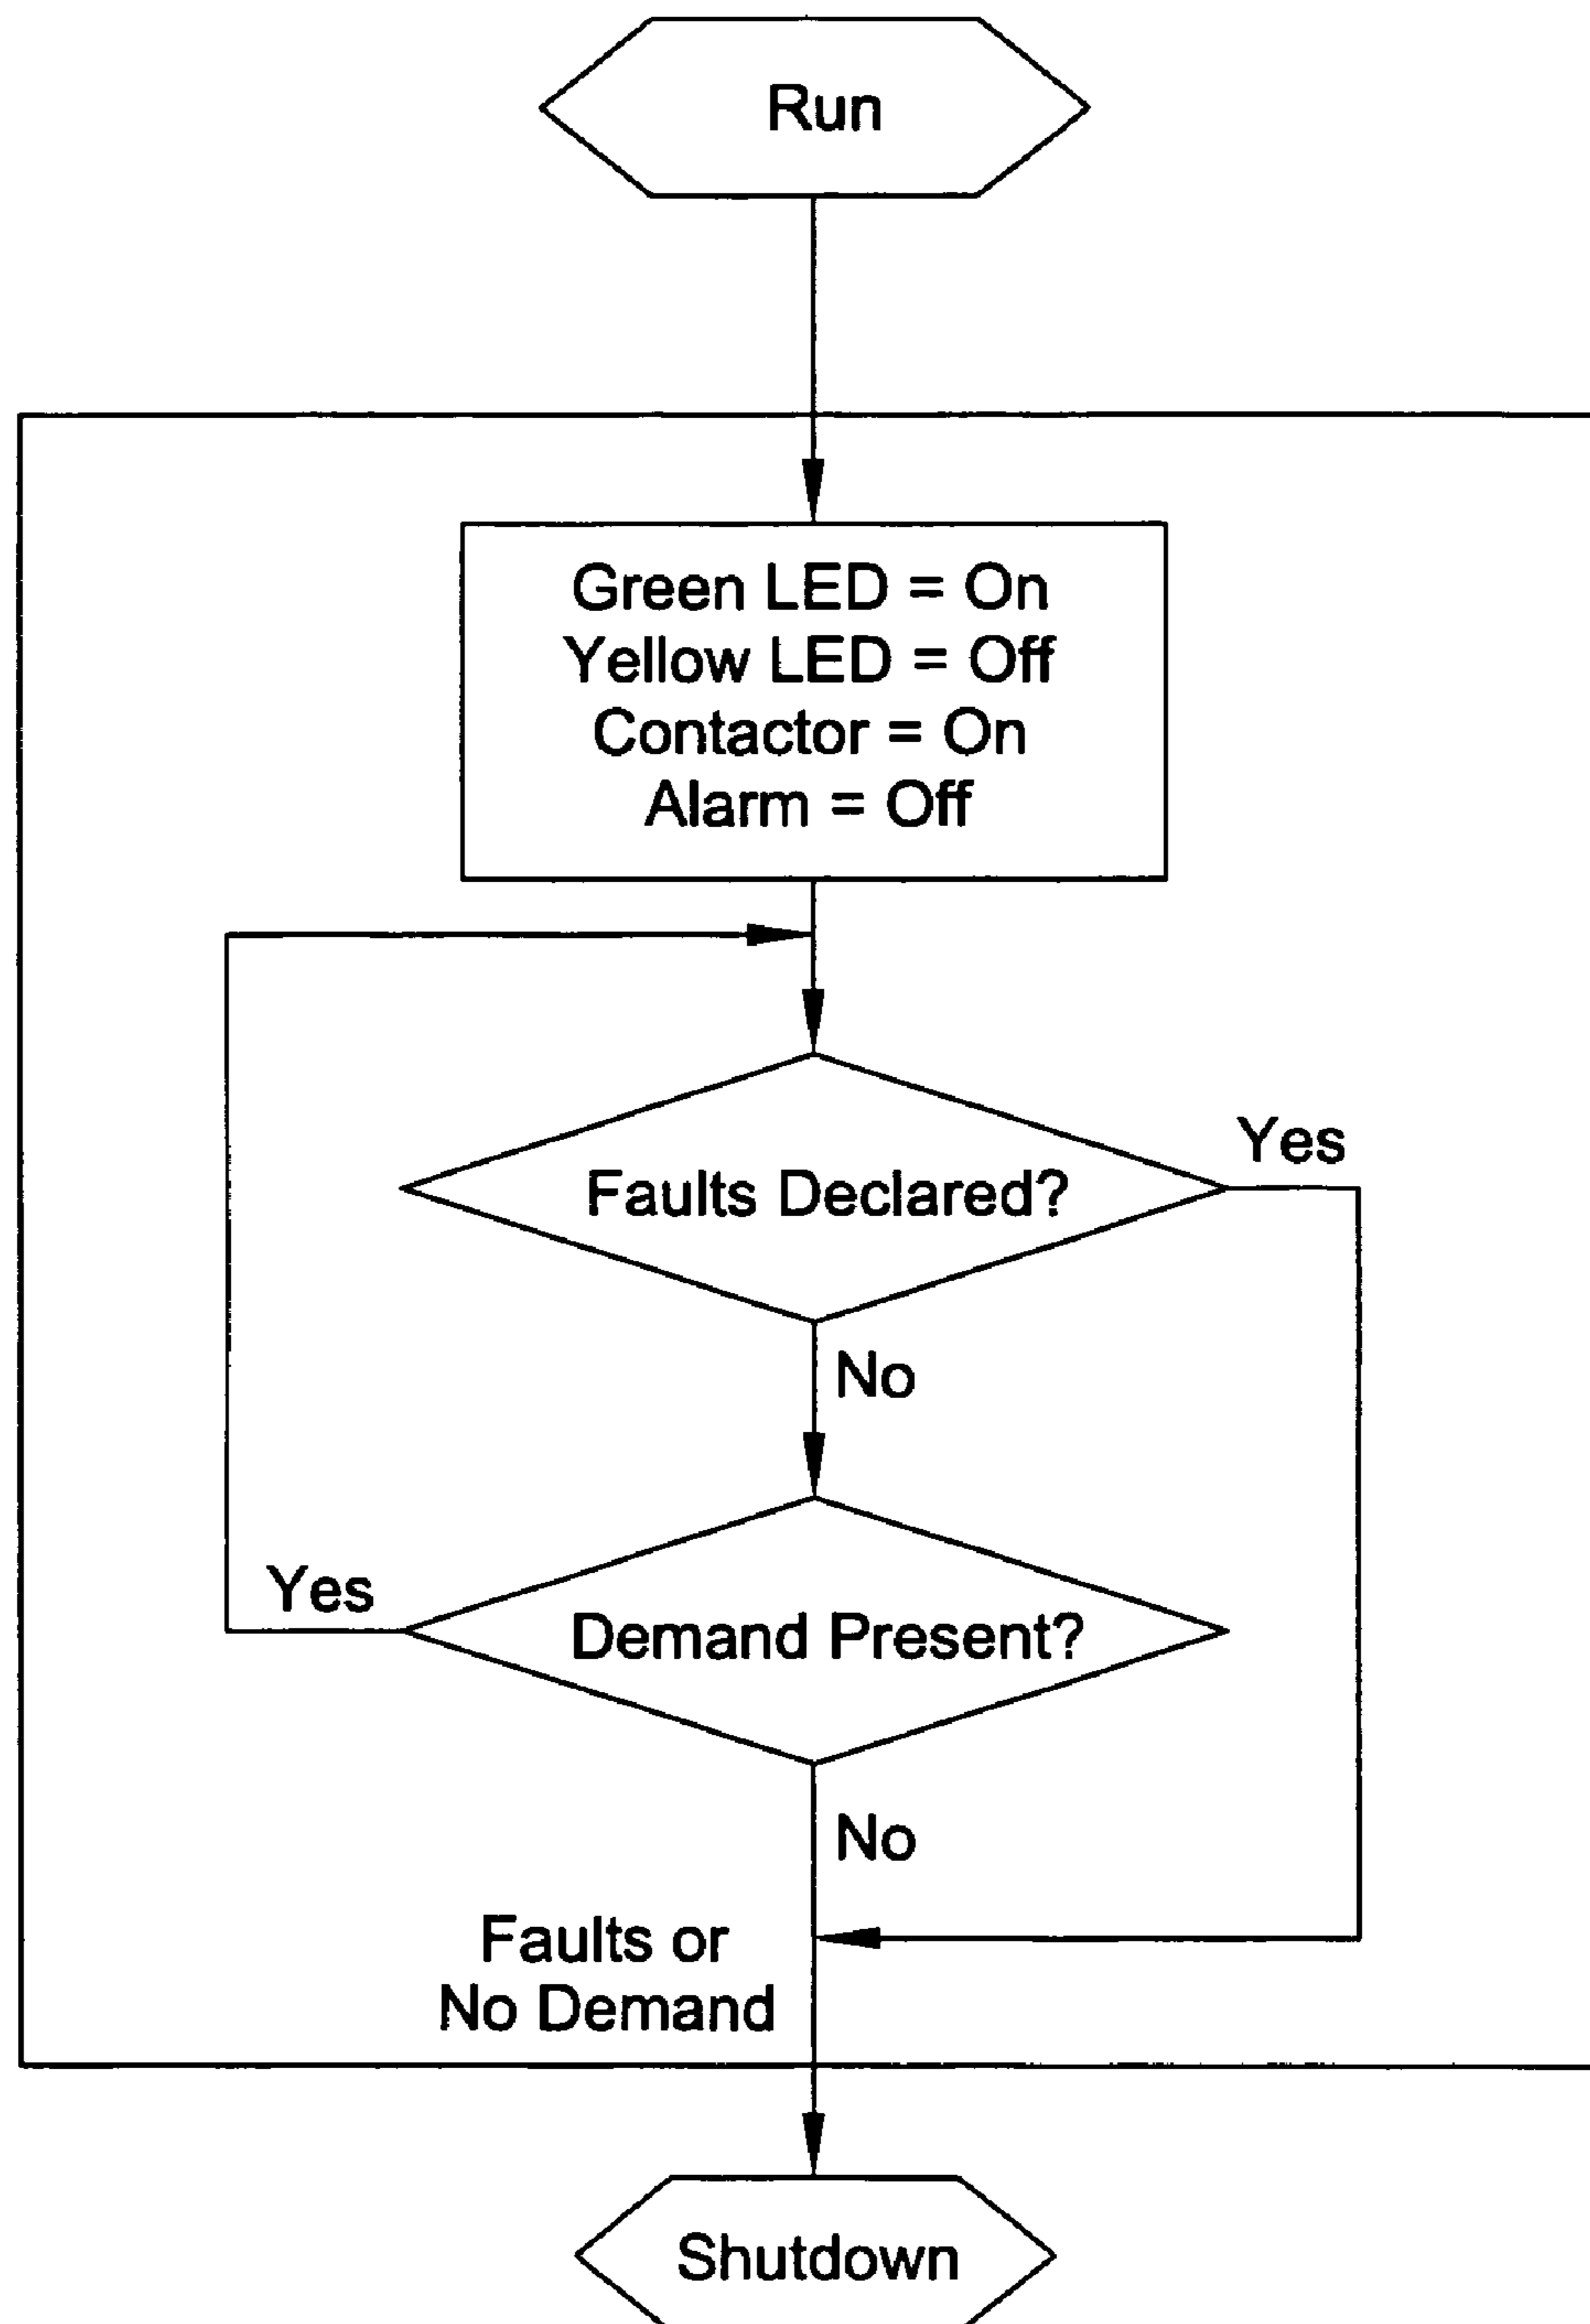 Run
Green LED = On
Yellow LED = Off
Contactor = On
Alarm = Off
Yes
Faults Declared?
No
Yes
Demand Present?
No
Faults or
No Demand
Shutdown